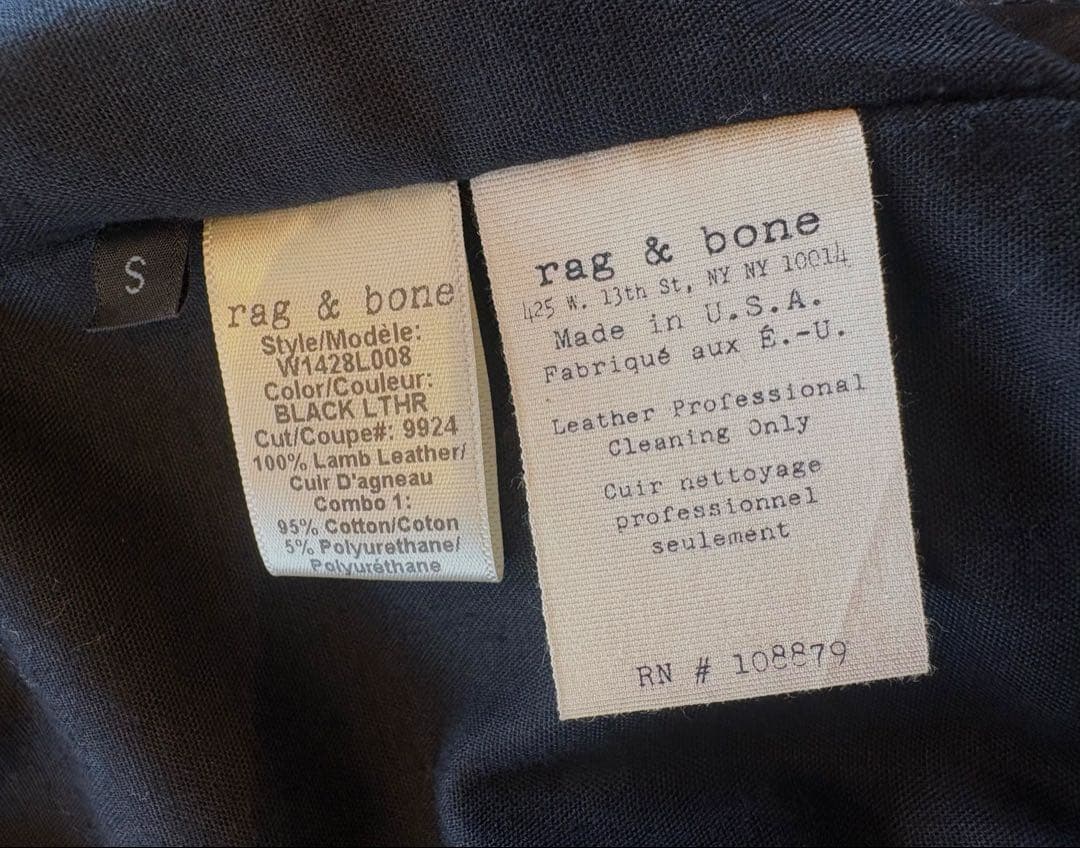 S
rag & bone
Style/Modèle:
W1428L008
Color/Couleur:
BLACK LTHR
Cut/Coupe#: 9924
100% Lamb Leather/
Cuir D'agneau
Combo 1:
95% Cotton/Coton
5% Polyurethane/
Polyuréthane
rag & bone
425 W. 13th St, NY NY 10014
Made in U.S.A.
Fabriqué aux É.-U.
Leather Professional
Cleaning Only
Cuir nettoyage
professionnel
seulement
RN # 108879